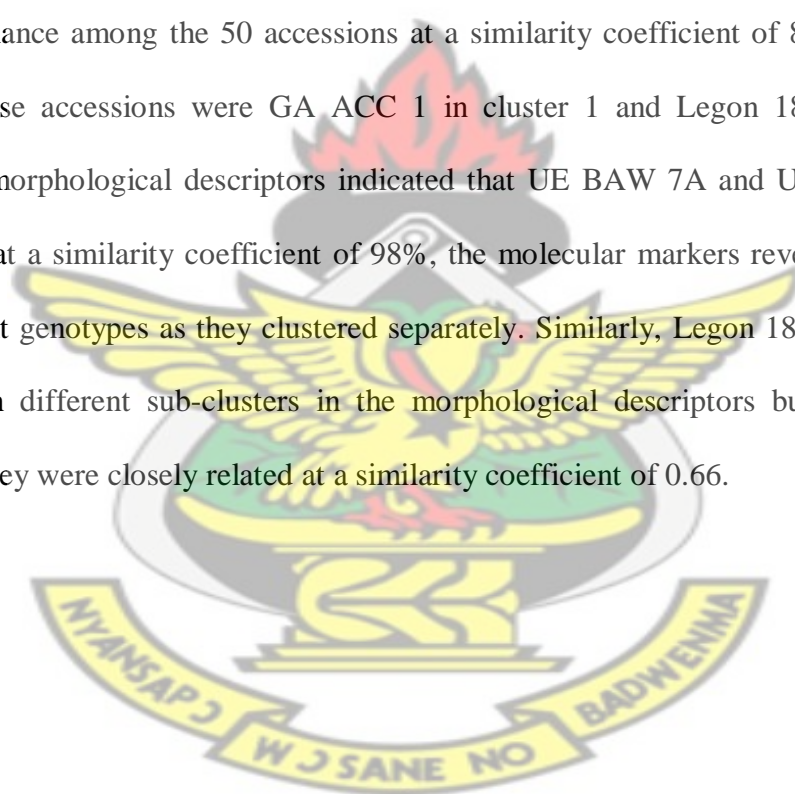 ance among the 50 accessions at a similarity coefficient of 8
se accessions were GA ACC 1 in cluster 1 and Legon 18
morphological descriptors indicated that UE BAW 7A and U
at a similarity coefficient of 98%, the molecular markers reve
t genotypes as they clustered separately. Similarly, Legon 18
n different sub-clusters in the morphological descriptors bu
ey were closely related at a similarity coefficient of 0.66.
NYANSAPƆ WƆSANE NO BADWENMA